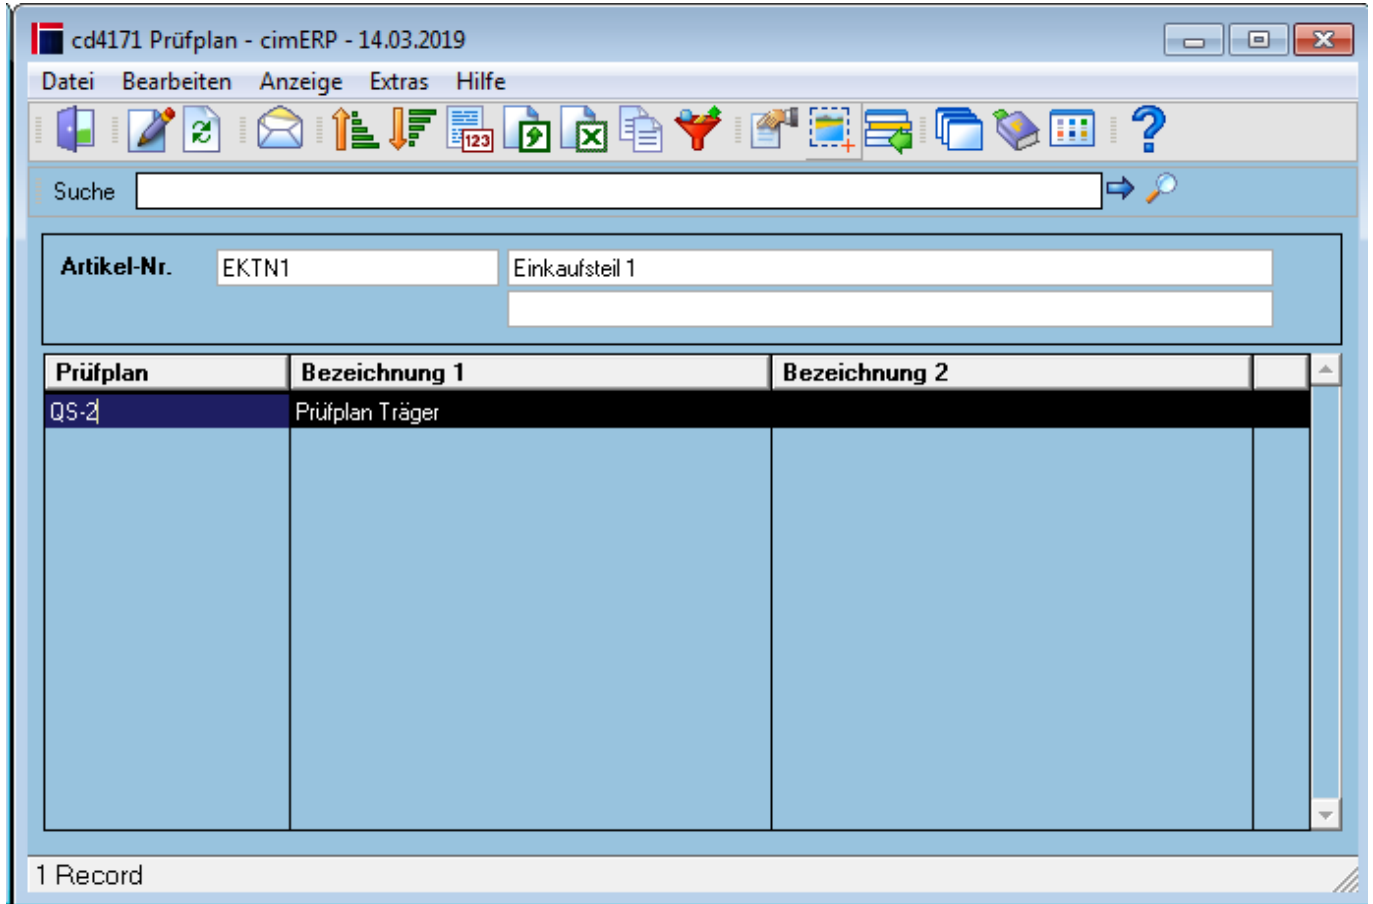 cd4171 Prüfplan - cimERP - 14.03.2019
Datei Bearbeiten Anzeige Extras Hilfe
123
Suche
Artikel-Nr. EKTN1 Einkaufsteil 1
Prüfplan Bezeichnung 1 Bezeichnung 2
QS-2 Prüfplan Träger
1 Record